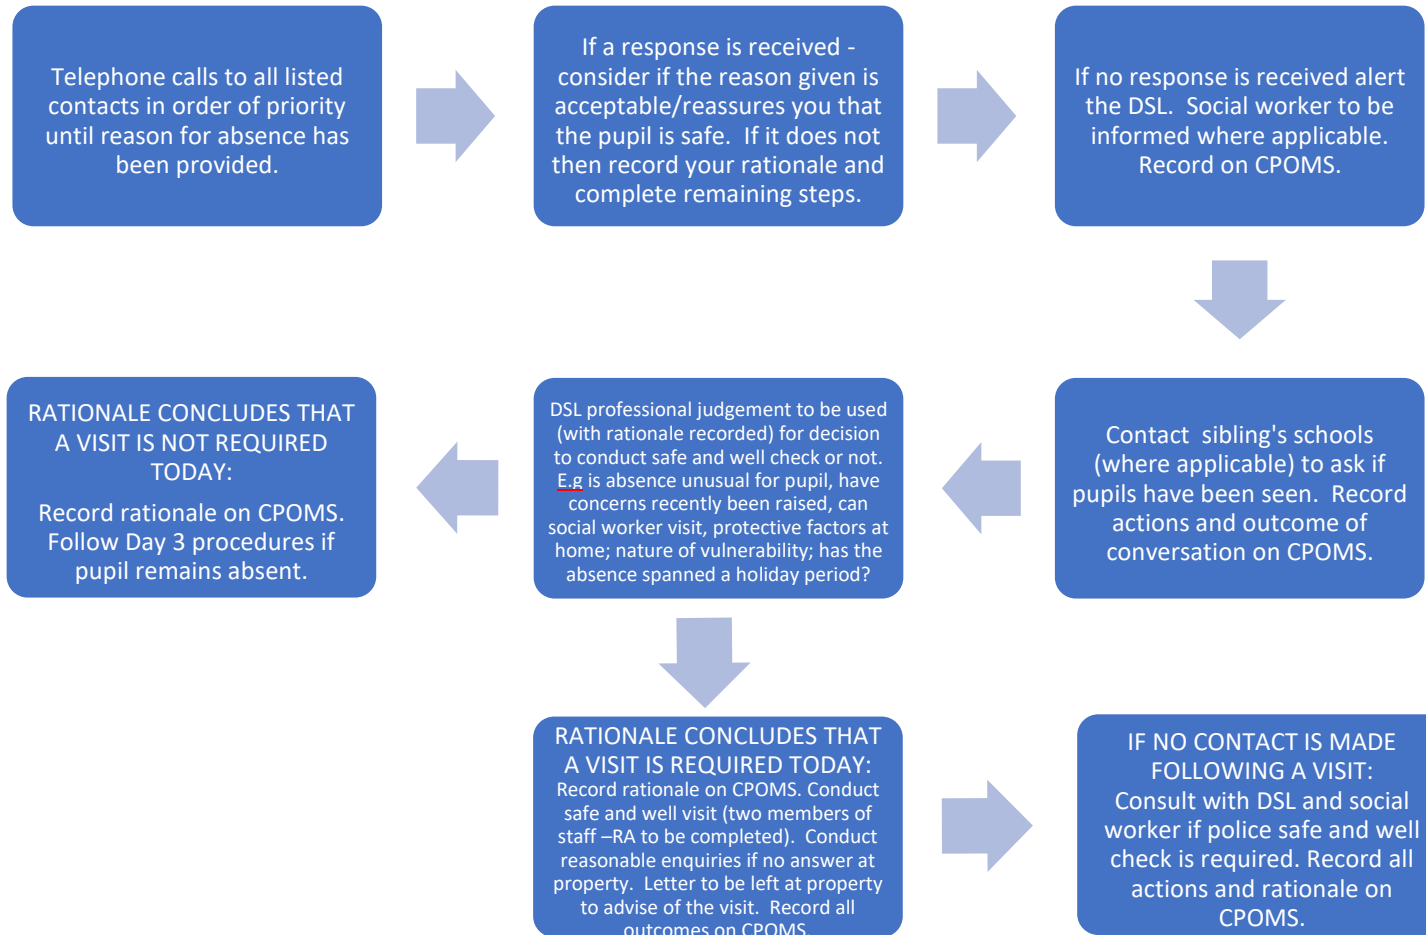 Telephone calls to all listed
contacts in order of priority
until reason for absence has
been provided.
If a response is received -
consider if the reason given is
acceptable/reassures you that
the pupil is safe.  If it does not
then record your rationale and
complete remaining steps.
If no response is received alert
the DSL.  Social worker to be
informed where applicable.
Record on CPOMS.
Contact  sibling's schools
(where applicable) to ask if
pupils have been seen.  Record
actions and outcome of
conversation on CPOMS.
DSL professional judgement to be used
(with rationale recorded) for decision
to conduct safe and well check or not.
E.g is absence unusual for pupil, have
concerns recently been raised, can
social worker visit, protective factors at
home; nature of vulnerability; has the
absence spanned a holiday period?
RATIONALE CONCLUDES THAT
A VISIT IS NOT REQUIRED
TODAY:
Record rationale on CPOMS.
Follow Day 3 procedures if
pupil remains absent.
RATIONALE CONCLUDES THAT
A VISIT IS REQUIRED TODAY:
Record rationale on CPOMS. Conduct
safe and well visit (two members of
staff –RA to be completed).  Conduct
reasonable enquiries if no answer at
property.  Letter to be left at property
to advise of the visit.  Record all
outcomes on CPOMS.
IF NO CONTACT IS MADE
FOLLOWING A VISIT:
Consult with DSL and social
worker if police safe and well
check is required. Record all
actions and rationale on
CPOMS.